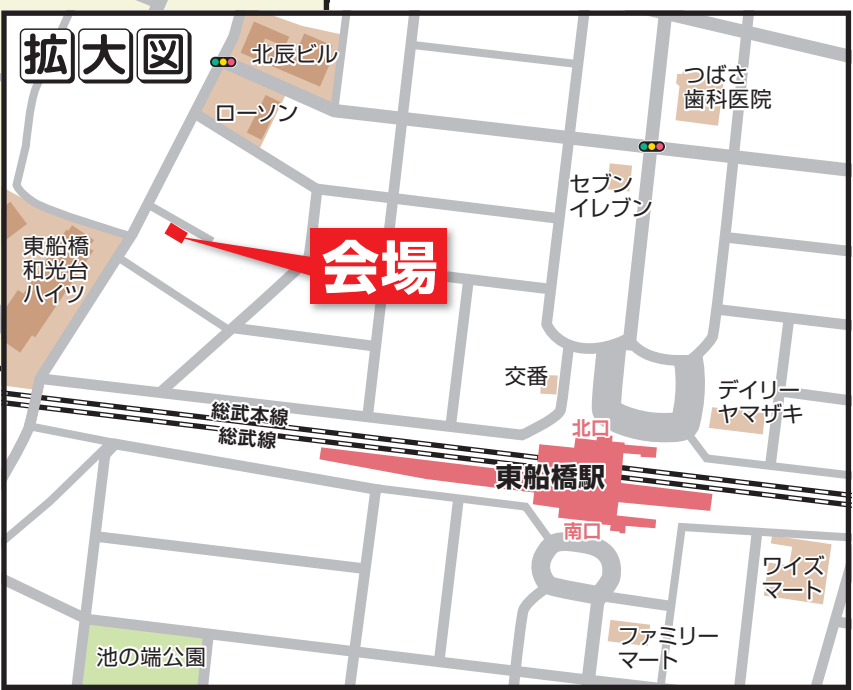 拡大図
北辰ビル
ローソン
つばさ
歯科医院
セブン
イレブン
東船橋
和光台
ハイツ
会場
交番
デイリー
ヤマザキ
総武本線
総武線
北口
東船橋駅
南口
ワイズ
マート
ファミリー
マート
池の端公園